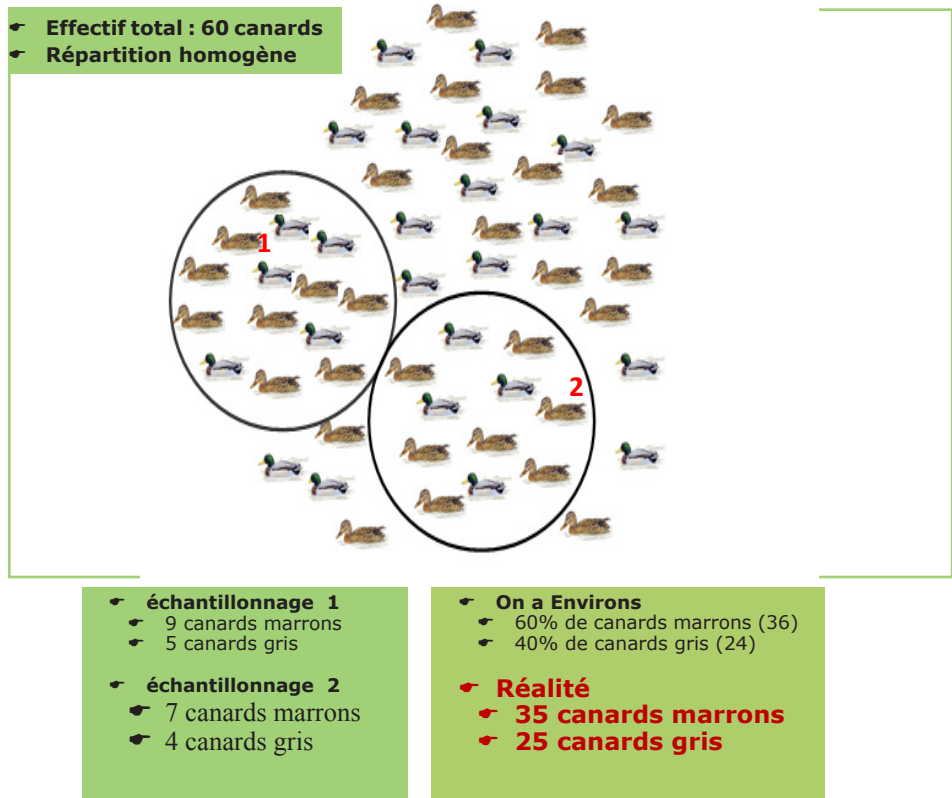 ☛ Effectif total : 60 canards
☛ Répartition homogène
1
2
☛ échantillonnage 1
☛ 9 canards marrons
☛ 5 canards gris
☛ échantillonnage 2
☛ 7 canards marrons
☛ 4 canards gris
☛ On a Environs
☛ 60% de canards marrons (36)
☛ 40% de canards gris (24)
☛ Réalité
☛ 35 canards marrons
☛ 25 canards gris